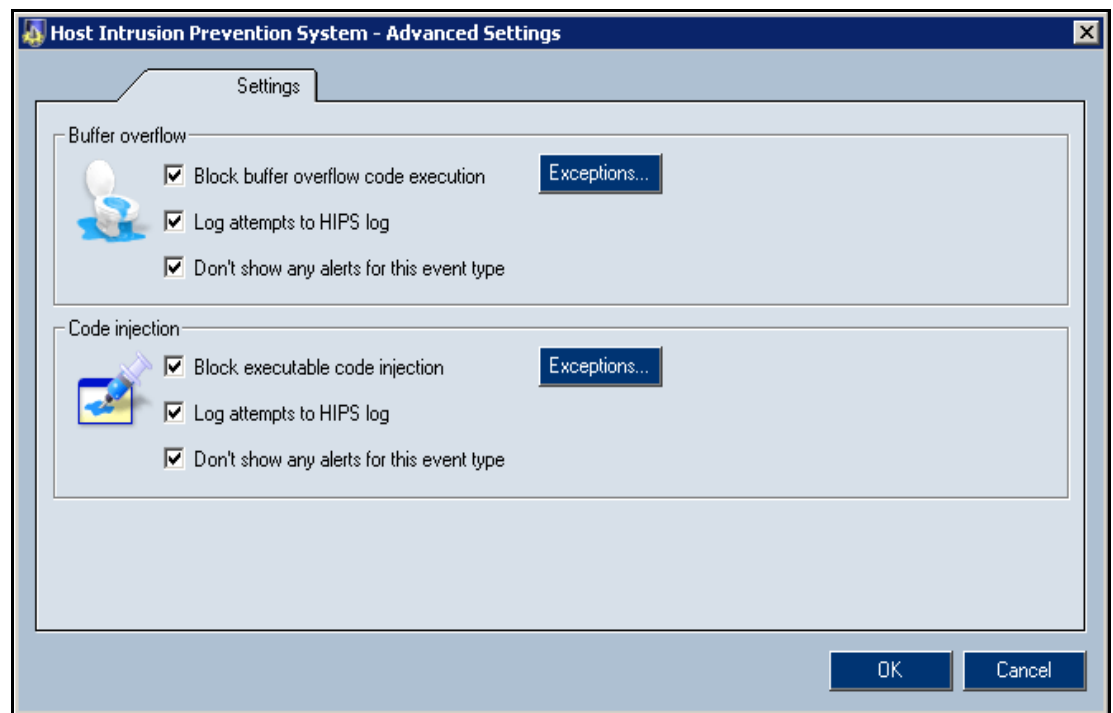 Host Intrusion Prevention System - Advanced Settings
Settings
Buffer overflow
Block buffer overflow code execution
Exceptions...
Log attempts to HIPS log
Don't show any alerts for this event type
Code injection
Block executable code injection
Exceptions...
Log attempts to HIPS log
Don't show any alerts for this event type
OK
Cancel